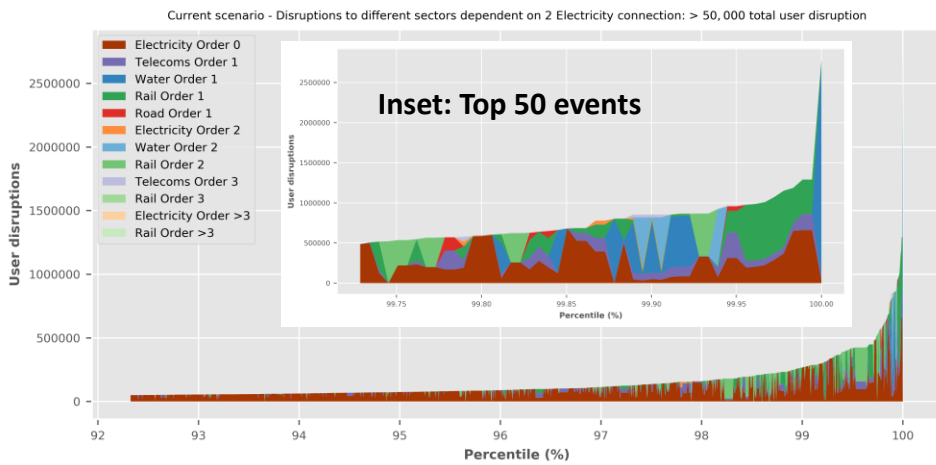 Current scenario - Disruptions to different sectors dependent on 2 Electricity connection: > 50,000 total user disruption
User disruptions
2500000
2000000
1500000
1000000
500000
0
Electricity Order 0
Telecoms Order 1
Water Order 1
Rail Order 1
Road Order 1
Electricity Order 2
Water Order 2
Rail Order 2
Telecoms Order 3
Rail Order 3
Electricity Order >3
Rail Order >3
Inset: Top 50 events
User disruptions
2500000
2000000
1500000
1000000
500000
0
99.75 99.80 99.85 99.90 99.95 100.00
Percentile (%)
92 93 94 95 96 97 98 99 100
Percentile (%)